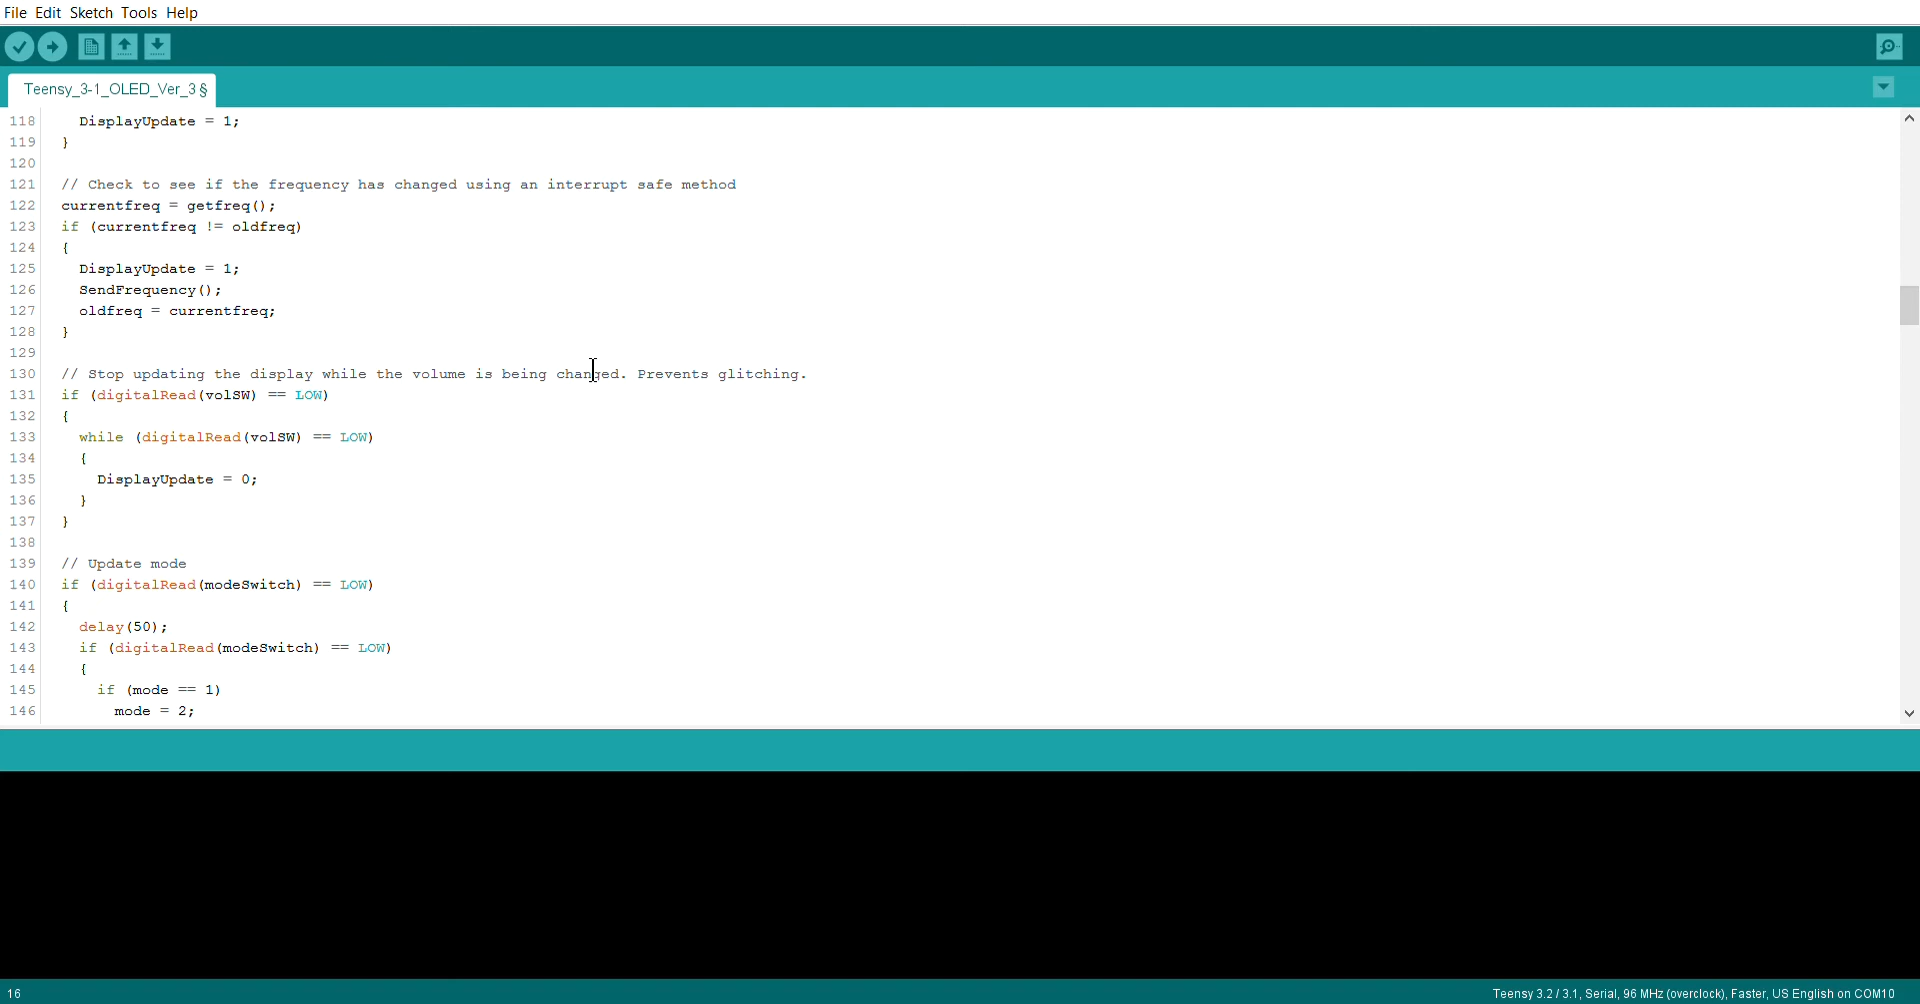 File Edit Sketch Tools Help
Teensy_3-1_OLED_Ver_3 §
118 DisplayUpdate = 1;
119 }
120
121 // Check to see if the frequency has changed using an interrupt safe method
122 currentfreq = getfreq();
123 if (currentfreq != oldfreq)
124 {
125 DisplayUpdate = 1;
126 SendFrequency();
127 oldfreq = currentfreq;
128 }
129
130 // Stop updating the display while the volume is being changed. Prevents glitching.
131 if (digitalRead(volSW) == LOW)
132 {
133 while (digitalRead(volSW) == LOW)
134 {
135 DisplayUpdate = 0;
136 }
137 }
138
139 // Update mode
140 if (digitalRead(modeSwitch) == LOW)
141 {
142 delay(50);
143 if (digitalRead(modeSwitch) == LOW)
144 {
145 if (mode == 1)
146 mode = 2;
16 Teensy 3.2 / 3.1, Serial, 96 MHz (overclock), Faster, US English on COM10